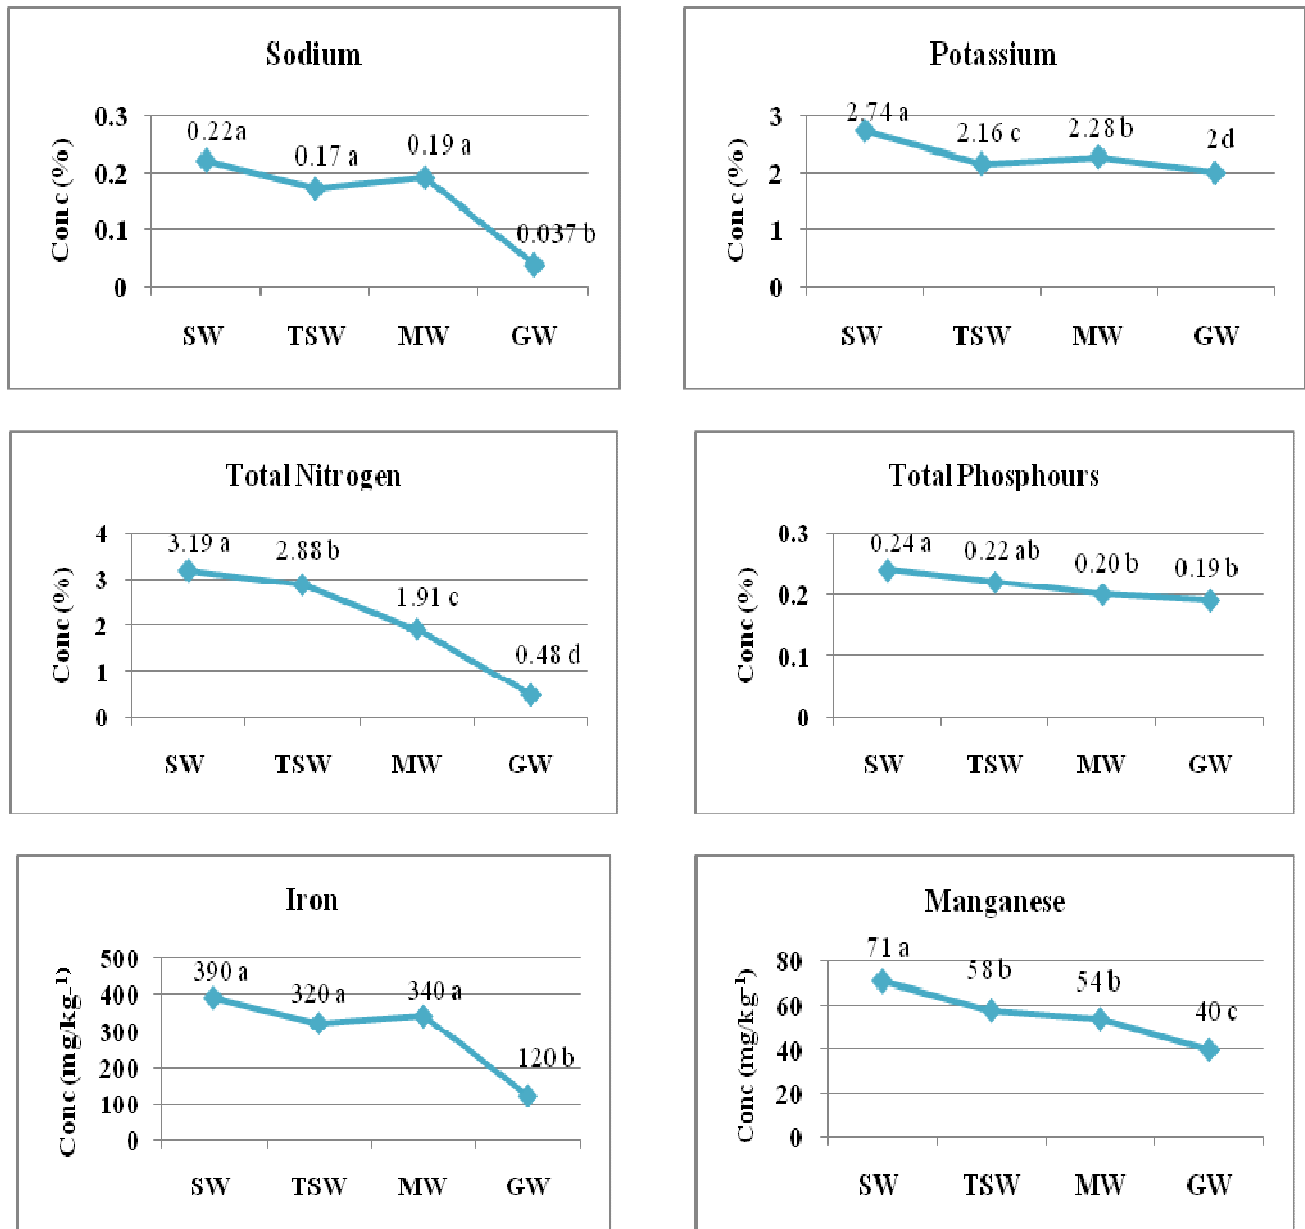 Sodium
0.3
0.2
0.1
0
Conc (%)
0.22a
0.17 a
0.19 a
0.037 b
SW TSW MW GW
Potassium
3
2
1
0
Conc (%)
2.74 a
2.16 c
2.28 b
2 d
SW TSW MW GW
Total Nitrogen
4
3
2
1
0
Conc (%)
3.19 a
2.88 b
1.91 c
0.48 d
SW TSW MW GW
Total Phosphours
0.3
0.2
0.1
0
Conc (%)
0.24 a
0.22 ab
0.20 b
0.19 b
SW TSW MW GW
Iron
500
400
300
200
100
0
Conc (mg/kg⁻¹)
390 a
320 a
340 a
120 b
SW TSW MW GW
Manganese
80
60
40
20
0
Conc (mg/kg⁻¹)
71 a
58 b
54 b
40 c
SW TSW MW GW